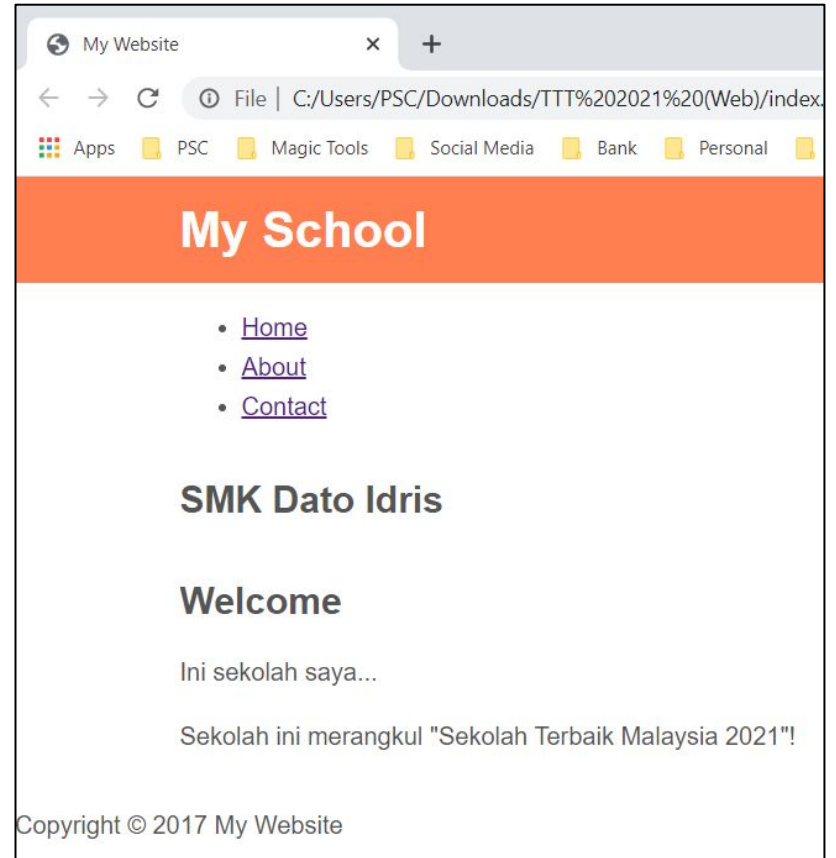 My Website
File | C:/Users/PSC/Downloads/TTT%202021%20(Web)/index.
Apps PSC Magic Tools Social Media Bank Personal
My School
• Home
• About
• Contact
SMK Dato Idris
Welcome
Ini sekolah saya...
Sekolah ini merangkul "Sekolah Terbaik Malaysia 2021"!
Copyright © 2017 My Website